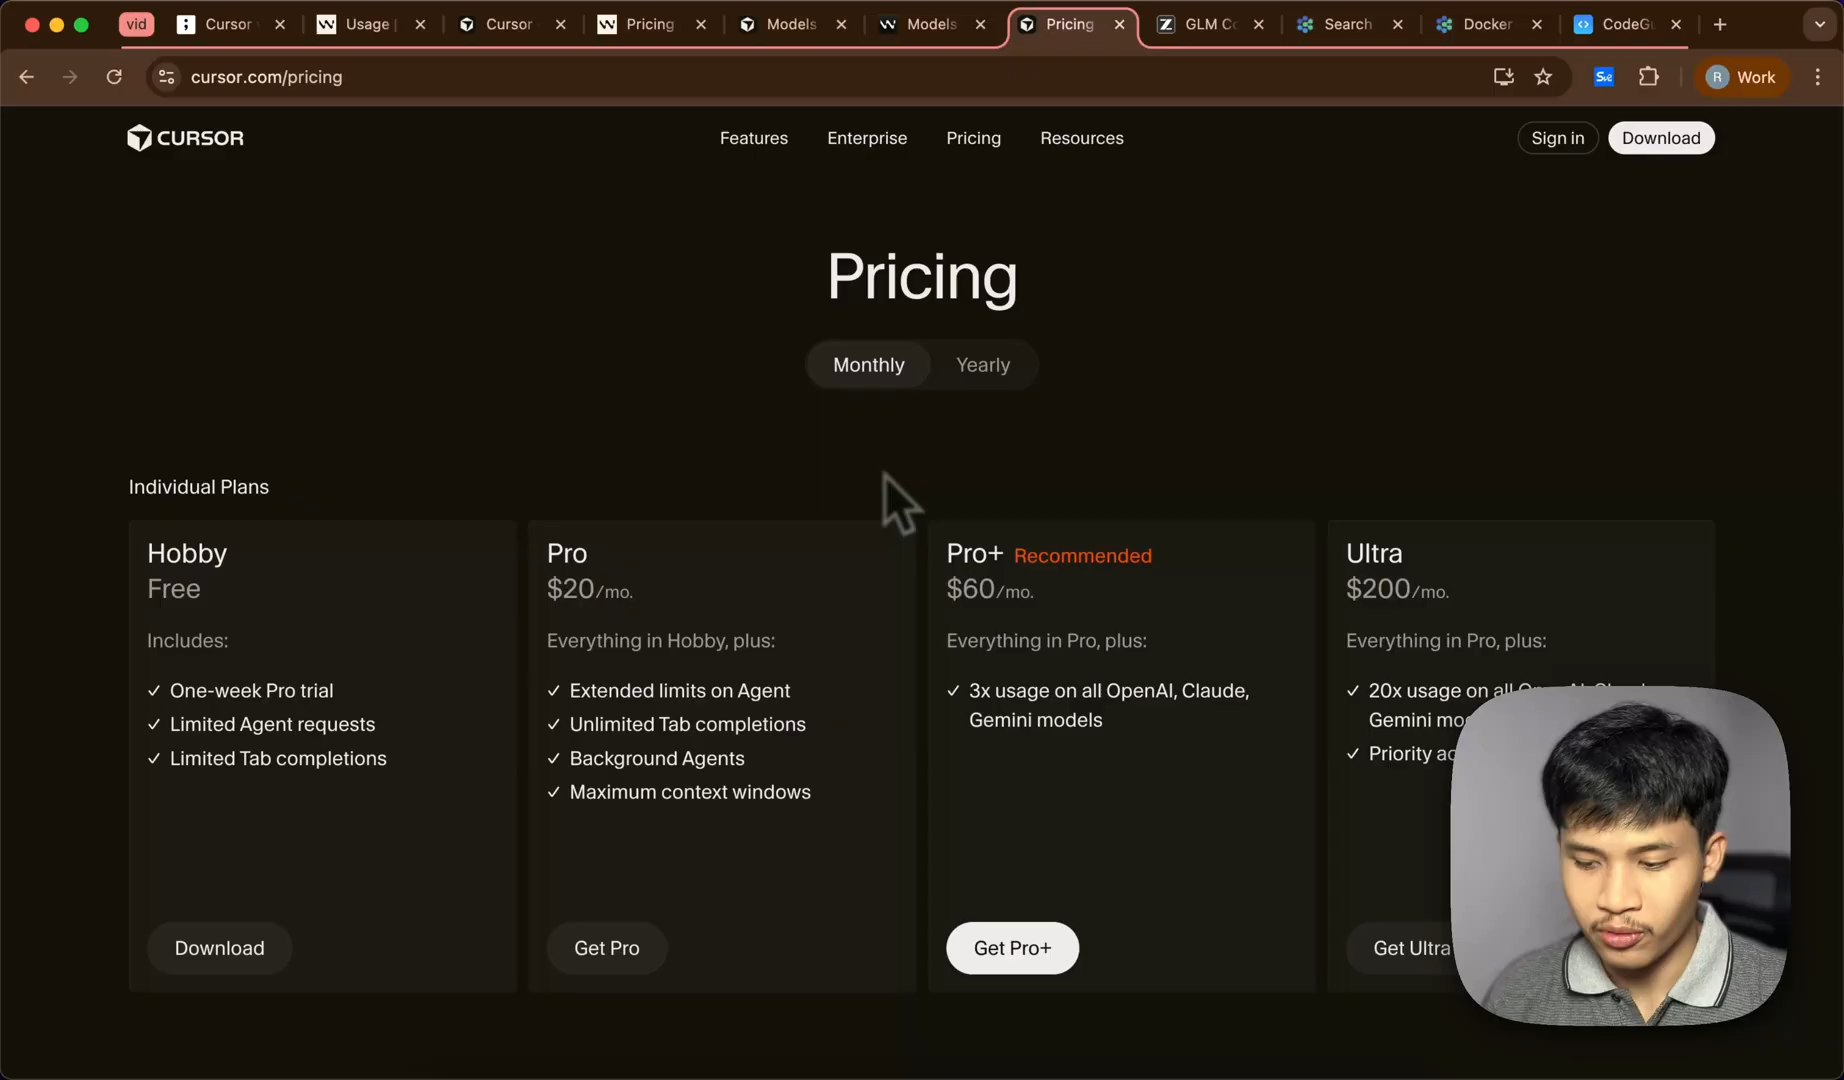 vid
Cursor
Usage
Cursor
Pricing
Models
Models
Pricing
GLM
Search
Docker
CodeGu
cursor.com/pricing
Sve
R
Work
CURSOR
Features
Enterprise
Pricing
Resources
Sign in
Download
Pricing
Monthly
Yearly
Individual Plans
Hobby
Free
Includes:
✓ One-week Pro trial
✓ Limited Agent requests
✓ Limited Tab completions
Download
Pro
$20/mo.
Everything in Hobby, plus:
✓ Extended limits on Agent
✓ Unlimited Tab completions
✓ Background Agents
✓ Maximum context windows
Get Pro
Pro+ Recommended
$60/mo.
Everything in Pro, plus:
✓ 3x usage on all OpenAI, Claude,
Gemini models
Get Pro+
Ultra
$200/mo.
Everything in Pro, plus:
✓ 20x usage on all
Gemini
✓ Priority
Get Ultra